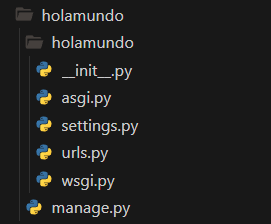 holamundo
holamundo
__init__.py
asgi.py
settings.py
urls.py
wsgi.py
manage.py